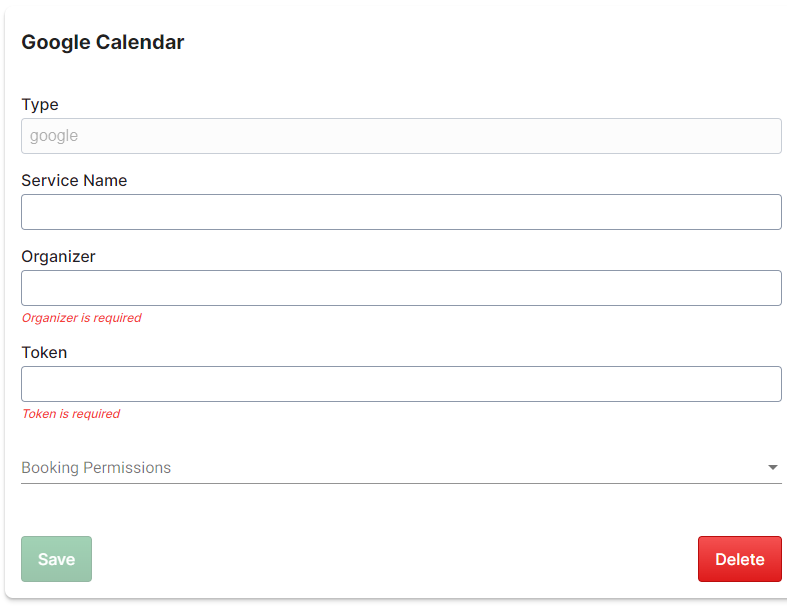 Google Calendar
Type
google
Service Name
Organizer
Organizer is required
Token
Token is required
Booking Permissions
Save
Delete